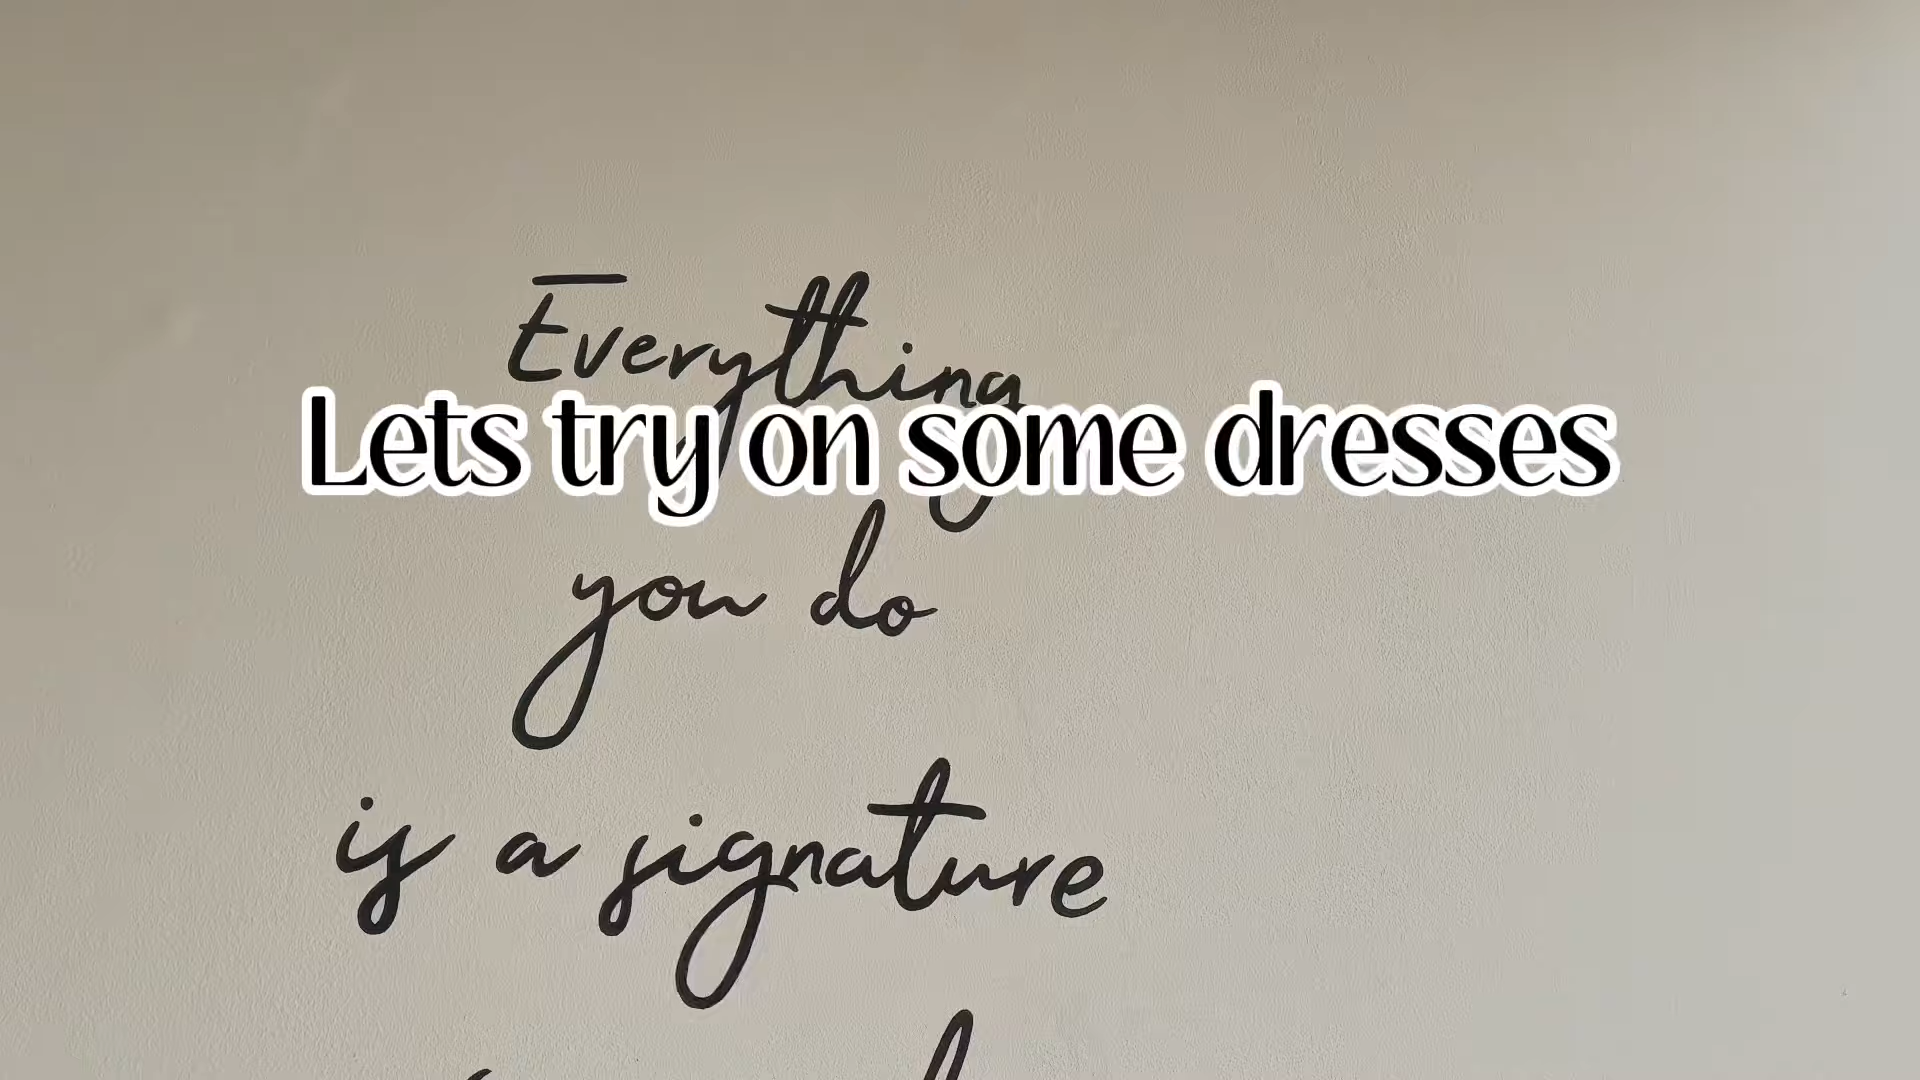 Everything
Lets try on some dresses
you do
is a signature